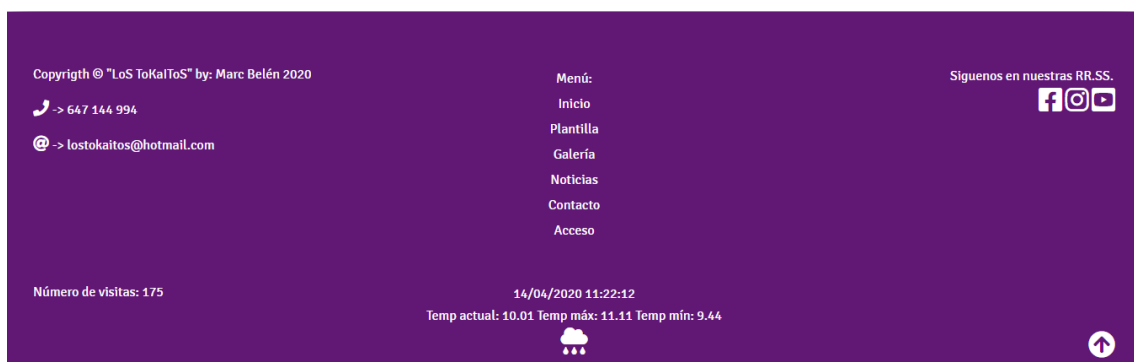 Copyrigth © "LoS ToKaIToS" by: Marc Belén 2020
-> 647 144 994
@ -> lostokaitos@hotmail.com
Menú:
Inicio
Plantilla
Galería
Noticias
Contacto
Acceso
Siguenos en nuestras RR.SS.
Número de visitas: 175
14/04/2020 11:22:12
Temp actual: 10.01 Temp máx: 11.11 Temp mín: 9.44